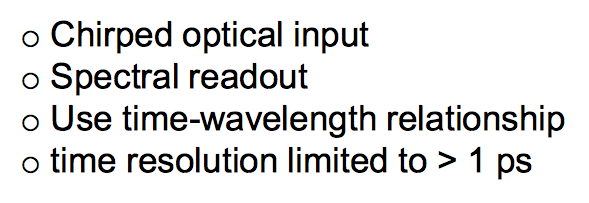 ○ Chirped optical input
○ Spectral readout
○ Use time-wavelength relationship
○ time resolution limited to > 1 ps